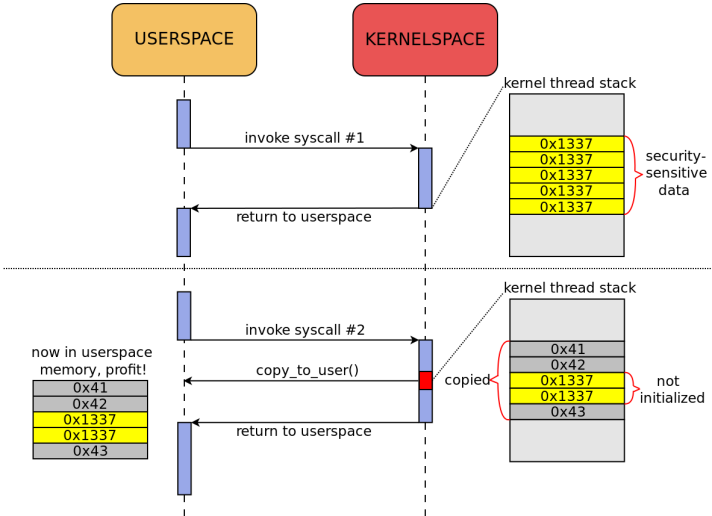 USERSPACE
KERNELSPACE
kernel thread stack
invoke syscall #1
0x1337
0x1337
0x1337
0x1337
0x1337
security-
sensitive
data
return to userspace
kernel thread stack
invoke syscall #2
now in userspace
memory, profit!
0x41
0x42
0x1337
0x1337
0x43
copy_to_user()
copied
0x41
0x42
0x1337
0x1337
0x43
not
initialized
return to userspace